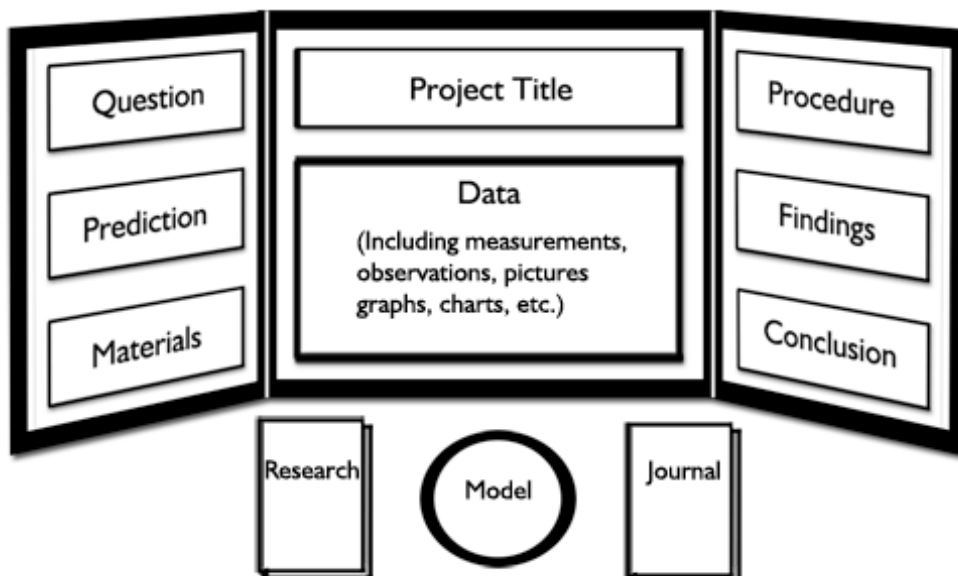 Question
Prediction
Materials
Project Title
Data
(Including measurements,
observations, pictures
graphs, charts, etc.)
Procedure
Findings
Conclusion
Research
Model
Journal